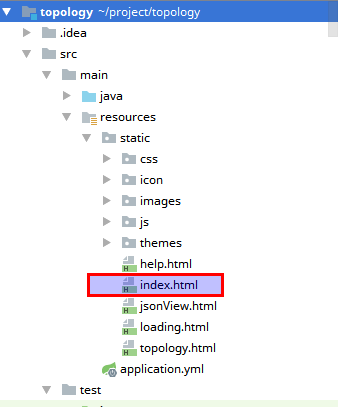 topology ~/project/topology
.idea
src
main
java
resources
static
css
icon
images
js
themes
help.html
index.html
jsonView.html
loading.html
topology.html
application.yml
test